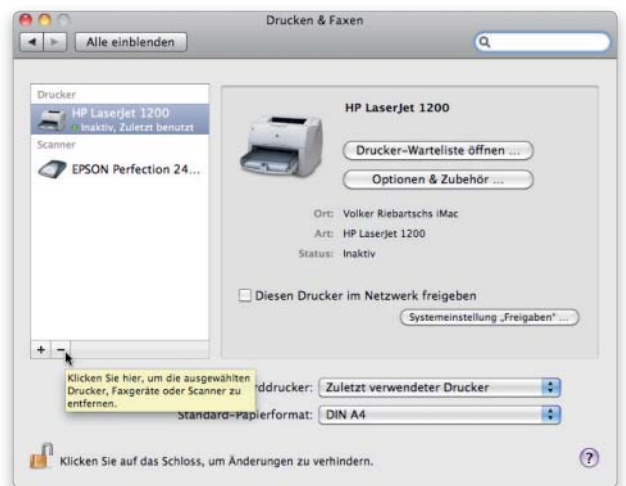 Drucken & Faxen
Alle einblenden
Drucker
HP LaserJet 1200
Inaktiv, Zuletzt benutzt
Scanner
EPSON Perfection 24...
HP LaserJet 1200
Drucker-Warteliste öffnen ...
Optionen & Zubehör ...
Ort: Volker Riebartschs iMac
Art: HP LaserJet 1200
Status: Inaktiv
Diesen Drucker im Netzwerk freigeben
Systemeinstellung „Freigaben“ ...
+ −
Klicken Sie hier, um die ausgewählten
Drucker, Faxgeräte oder Scanner zu
entfernen.
rddrucker: Zuletzt verwendeter Drucker
Standard-Papierformat: DIN A4
Klicken Sie auf das Schloss, um Änderungen zu verhindern.
?